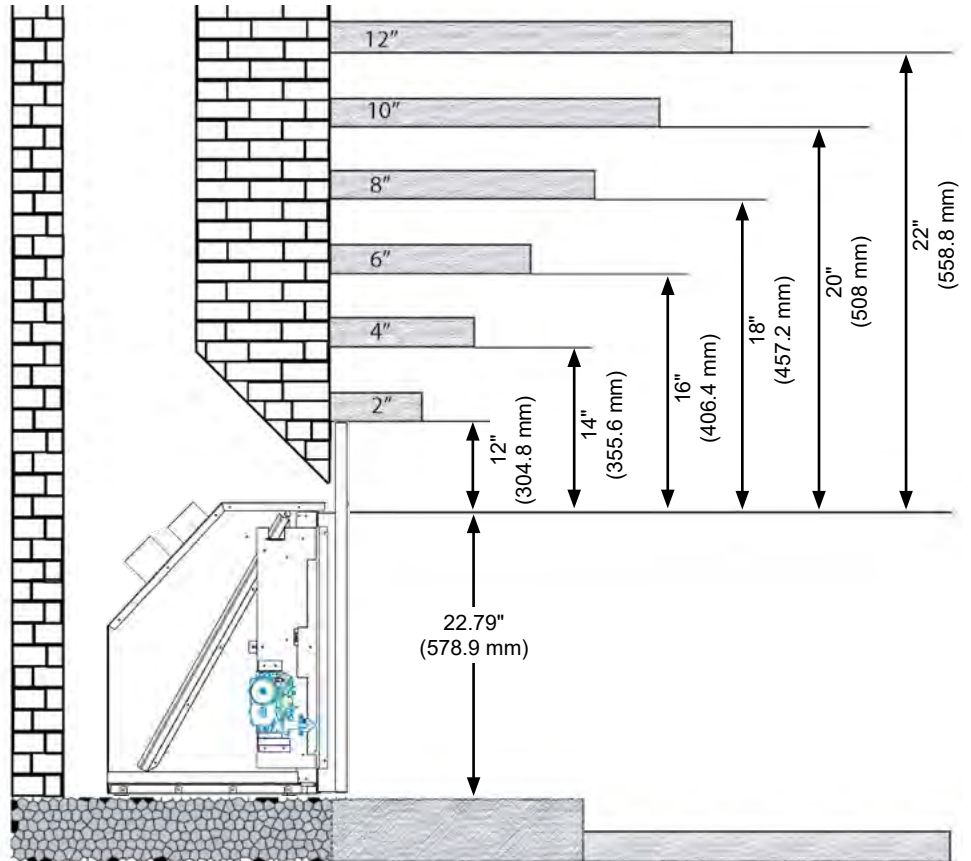 12"
10"
8"
6"
4"
2"
12"
(304.8 mm)
14"
(355.6 mm)
16"
(406.4 mm)
18"
(457.2 mm)
20"
(508 mm)
22"
(558.8 mm)
22.79"
(578.9 mm)